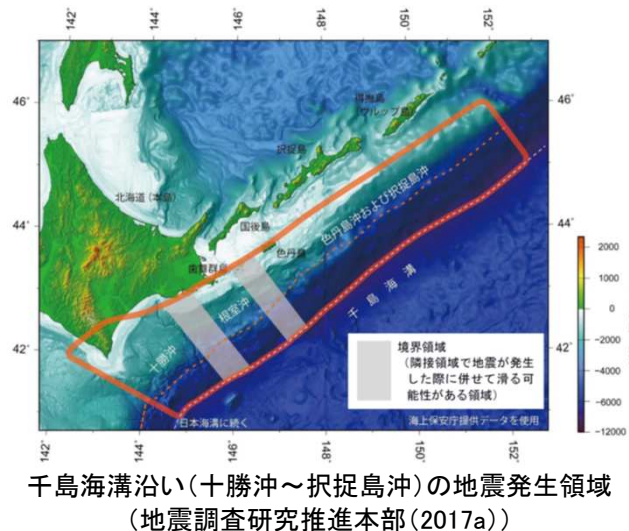 142゜
144゜
146゜
148゜
150゜
152゜
46゜
46゜
44゜
44゜
42゜
42゜
142゜
144゜
146゜
148゜
150゜
152゜
得撫島
(ウルップ島)
択捉島
北海道(本島)
国後島
色丹島
歯舞群島
色丹島沖および択捉島沖
根室沖
十勝沖
千島海溝
日本海溝に続く
境界領域
(隣接領域で地震が発生
した際に併せて滑る可
能性がある領域)
海上保安庁提供データを使用
2000
0
-2000
-4000
-6000
-12000
千島海溝沿い(十勝沖~択捉島沖)の地震発生領域
(地震調査研究推進本部(2017a))